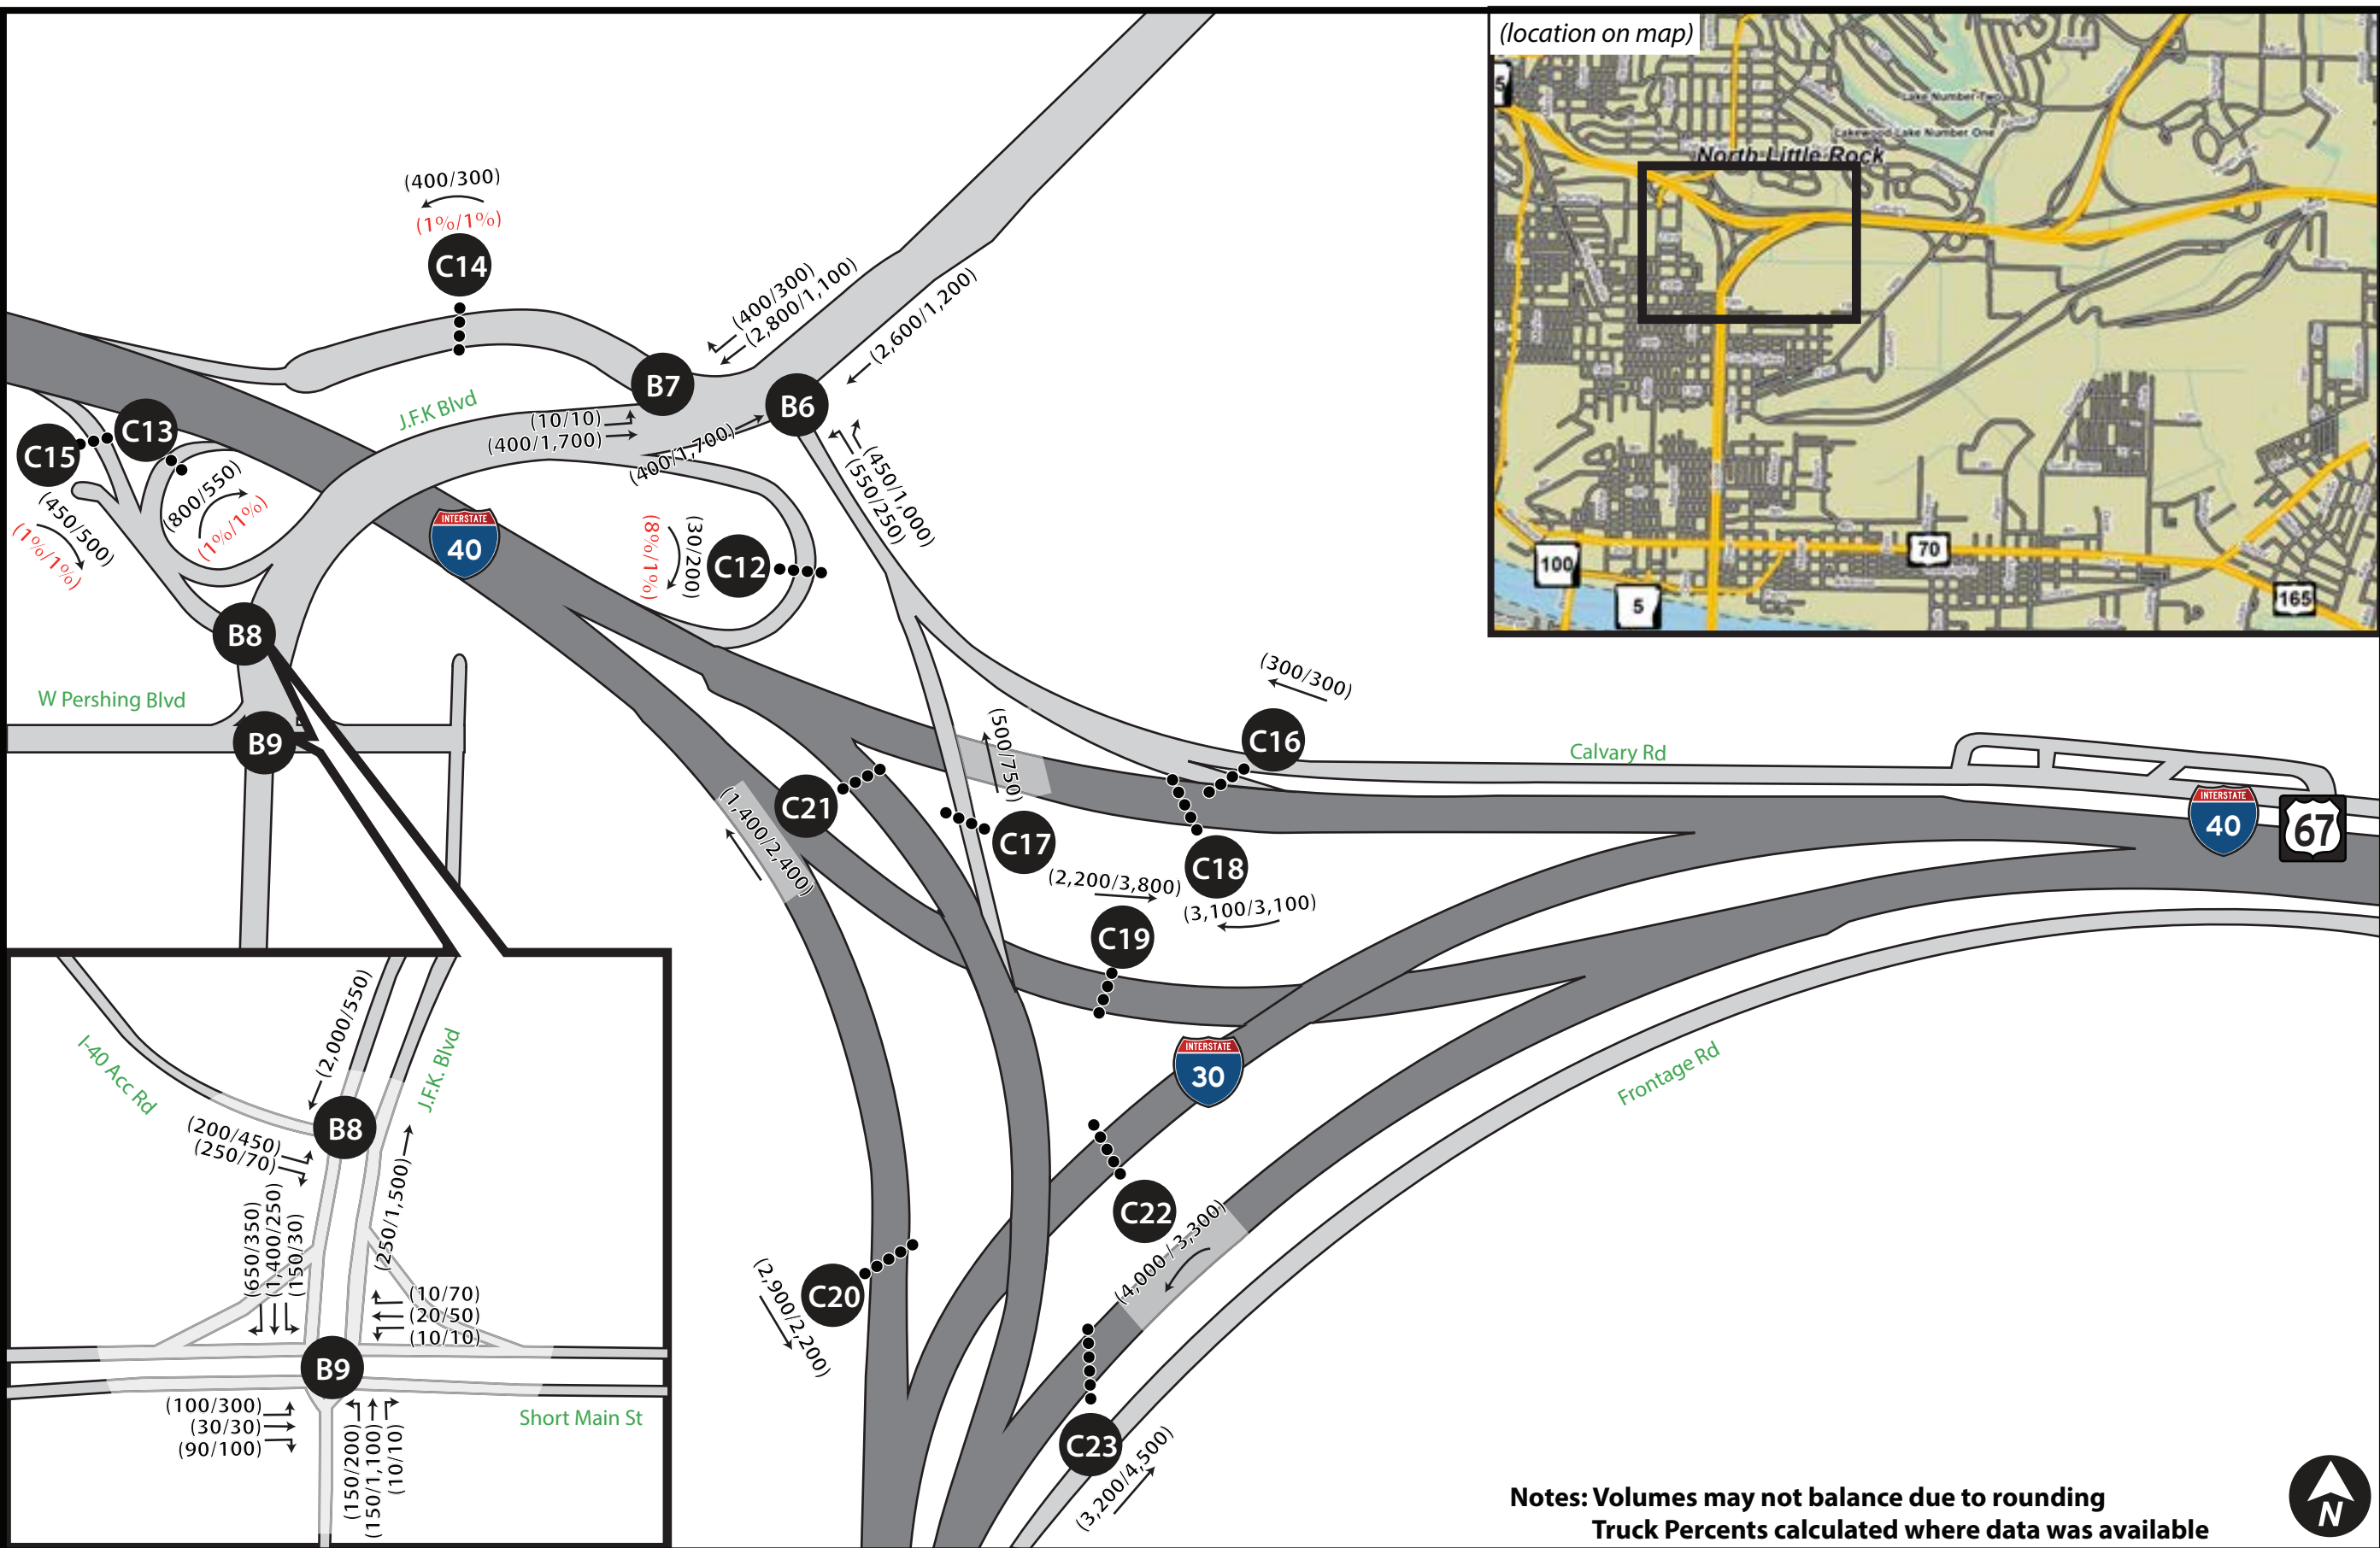 (location on map)
5
Lake Number Two
Lakewood Lake Number One
North Little Rock
100
5
70
165
(400/300)
(1%/1%)
C14
(400/300)
(2,800/1,100)
(2,600/1,200)
B7
B6
J.F.K Blvd
(10/10)
(400/1,700)
(400/1,700)
C13
C15
(800/550)
(1%/1%)
(450/500)
(1%/1%)
INTERSTATE
40
(450/1,000)
(550/250)
(8%/1%)
(30/200)
C12
B8
W Pershing Blvd
B9
(300/300)
C16
Calvary Rd
(500/750)
C21
(1,400/2,400)
C17
C18
(2,200/3,800)
(3,100/3,100)
C19
INTERSTATE
40
67
INTERSTATE
30
Frontage Rd
C22
(4,000 / 3,300)
C20
(2,900/2,200)
C23
(3,200/4,500)
I-40 Acc Rd
(2,000/550)
J.F.K. Blvd
B8
(200/450)
(250/70)
(650/350)
(1,400/250)
(150/30)
(250/1,500)
(10/70)
(20/50)
(10/10)
B9
(100/300)
(30/30)
(90/100)
(150/200)
(150/1,100)
(10/10)
Short Main St
Notes: Volumes may not balance due to rounding
Truck Percents calculated where data was available
N